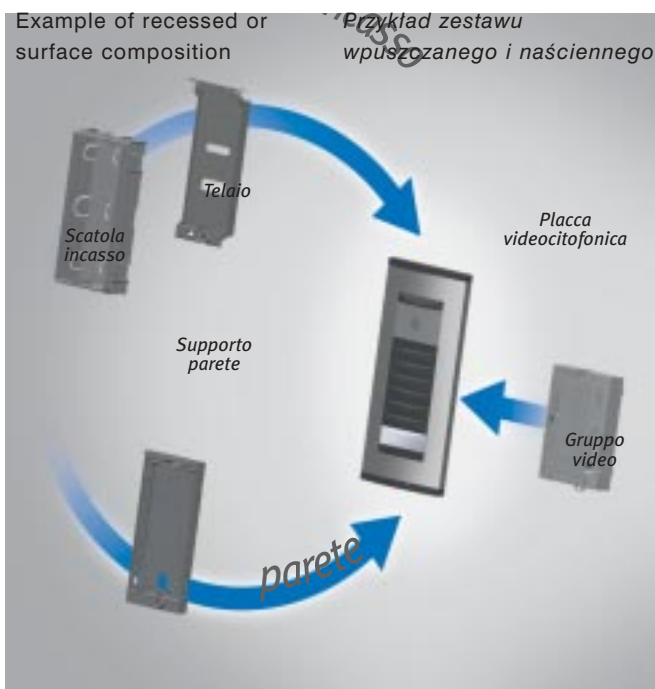 Example of recessed or
surface composition
Przykład zestawu
wpuszczanego i naściennego
incasso
Telaio
Scatola
incasso
Placca
videocitofonica
Supporto
parete
Gruppo
video
parete